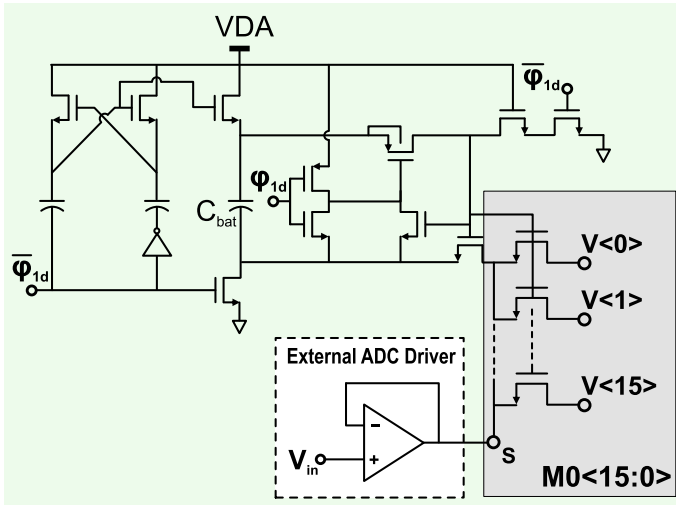 VDA
φ̅1d
φ1d
Cbat
φ̅1d
V<0>
V<1>
V<15>
External ADC Driver
−
Vin
+
S
M0<15:0>